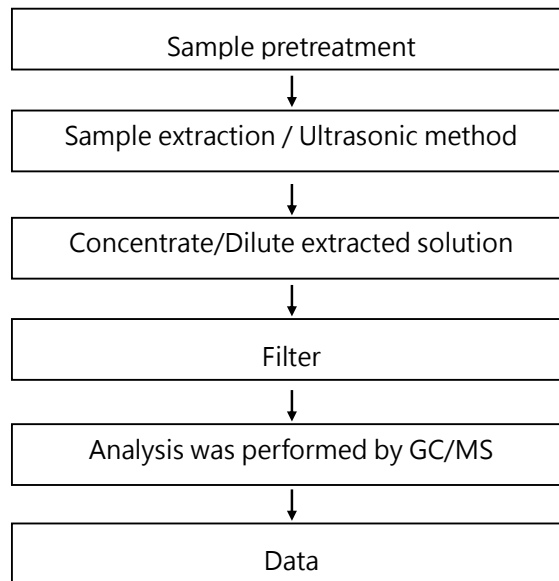 Sample pretreatment
Sample extraction / Ultrasonic method
Concentrate/Dilute extracted solution
Filter
Analysis was performed by GC/MS
Data